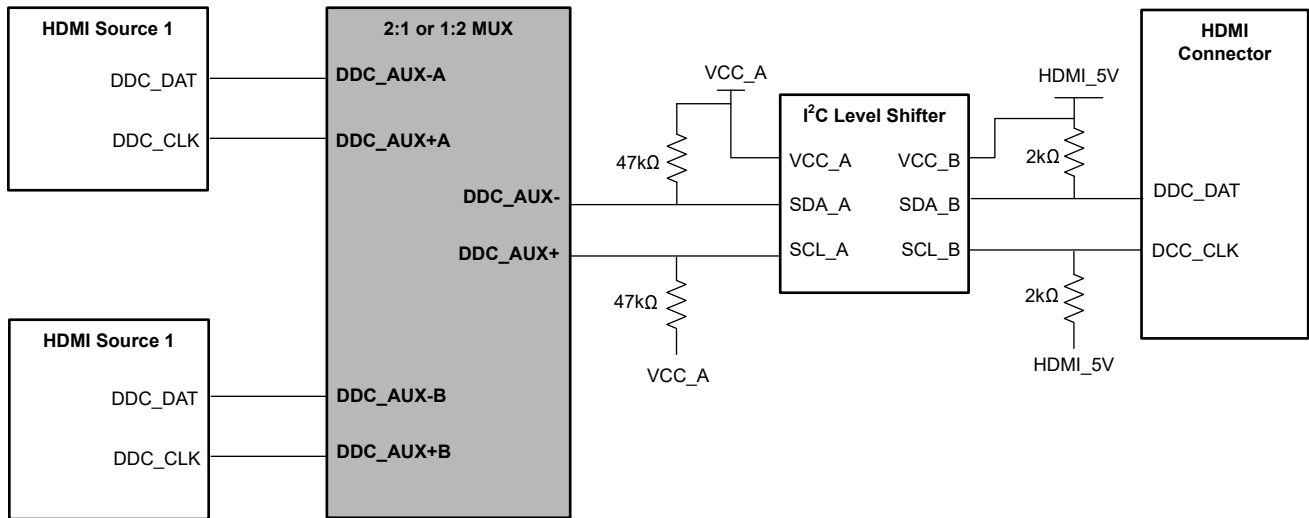 HDMI Source 1
DDC_DAT
DDC_CLK
2:1 or 1:2 MUX
DDC_AUX-A
DDC_AUX+A
DDC_AUX-
DDC_AUX+
DDC_AUX-B
DDC_AUX+B
HDMI Source 1
DDC_DAT
DDC_CLK
VCC_A
47kΩ
47kΩ
VCC_A
I²C Level Shifter
VCC_A
VCC_B
SDA_A
SDA_B
SCL_A
SCL_B
HDMI_5V
2kΩ
2kΩ
HDMI_5V
HDMI
Connector
DDC_DAT
DCC_CLK